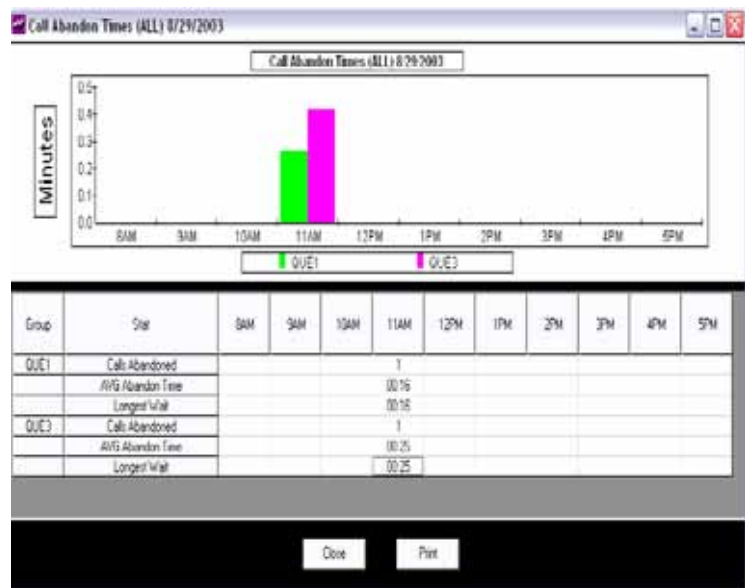 Call Abandon Times (ALL) 8/29/2003
Call Abandon Times (ALL) 8/29/2003
Minutes
0.5
0.4
0.3
0.2
0.1
0.0
8AM 9AM 10AM 11AM 12PM 1PM 2PM 3PM 4PM 5PM
QUE1 QUE3
Group Stat 8AM 9AM 10AM 11AM 12PM 1PM 2PM 3PM 4PM 5PM
QUE1 Calls Abandoned 1
AVG Abandon Time 00:16
Longest Wait 00:16
QUE3 Calls Abandoned 1
AVG Abandon Time 00:25
Longest Wait 00:25
Close Print